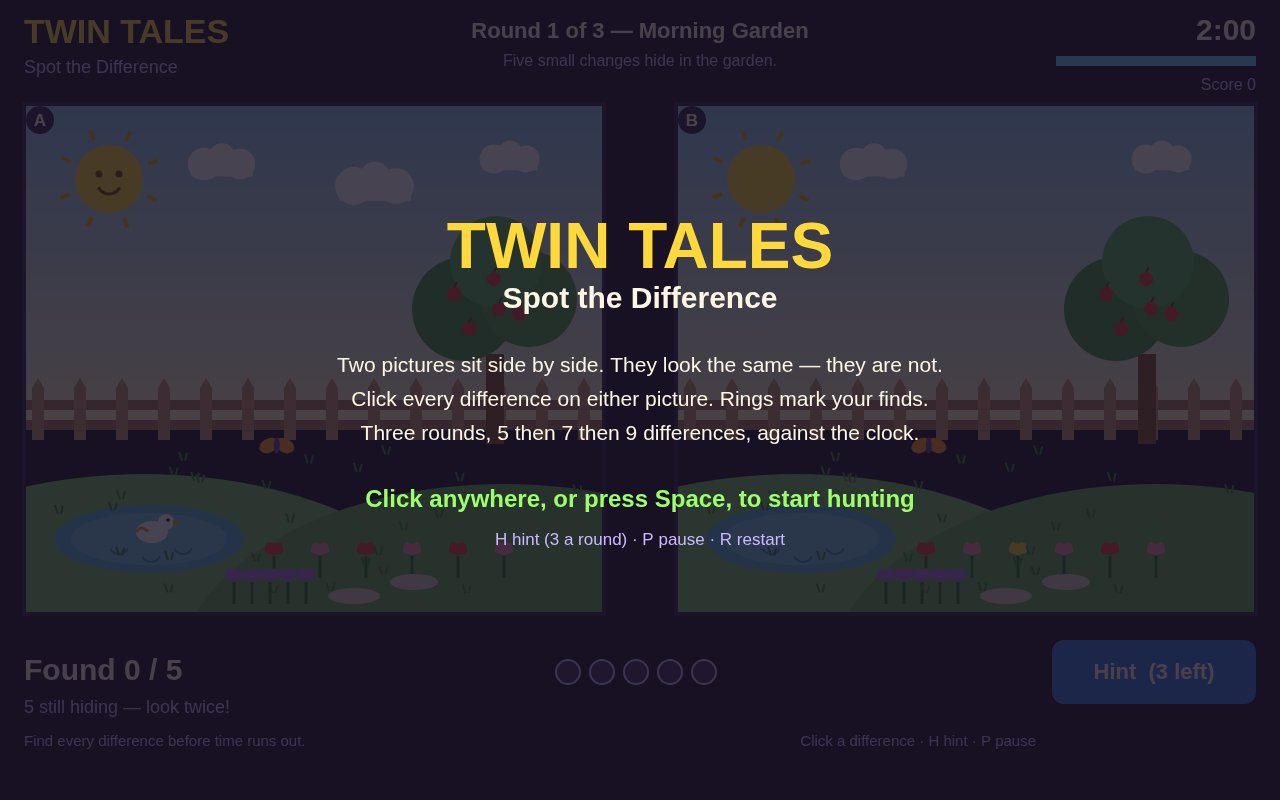 TWIN TALES
Spot the Difference
Round 1 of 3 — Morning Garden
Five small changes hide in the garden.
2:00
Score 0
A
B
TWIN TALES
Spot the Difference
Two pictures sit side by side. They look the same — they are not.
Click every difference on either picture. Rings mark your finds.
Three rounds, 5 then 7 then 9 differences, against the clock.
Click anywhere, or press Space, to start hunting
H hint (3 a round) · P pause · R restart
Found 0 / 5
5 still hiding — look twice!
Find every difference before time runs out.
Hint (3 left)
Click a difference · H hint · P pause